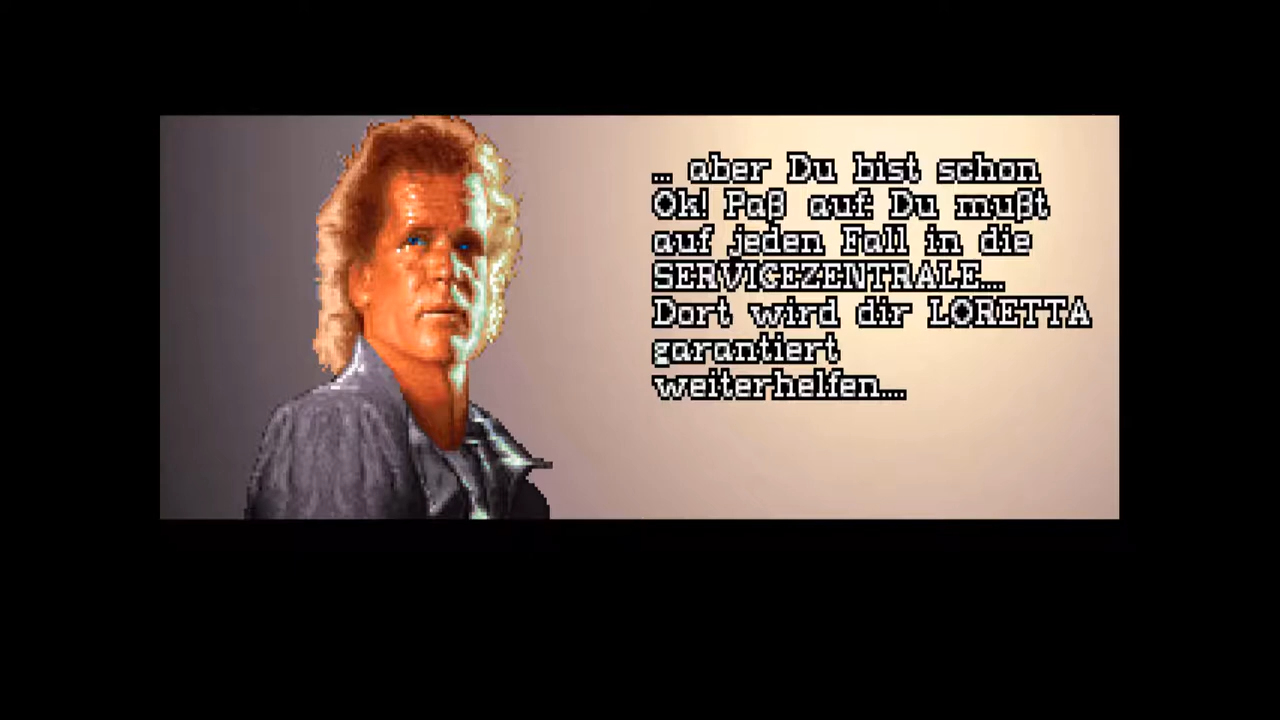 ... aber Du bist schon
Ok! Paß auf: Du mußt
auf jeden Fall in die
SERVICEZENTRALE...
Dort wird dir LORETTA
garantiert
weiterhelfen....